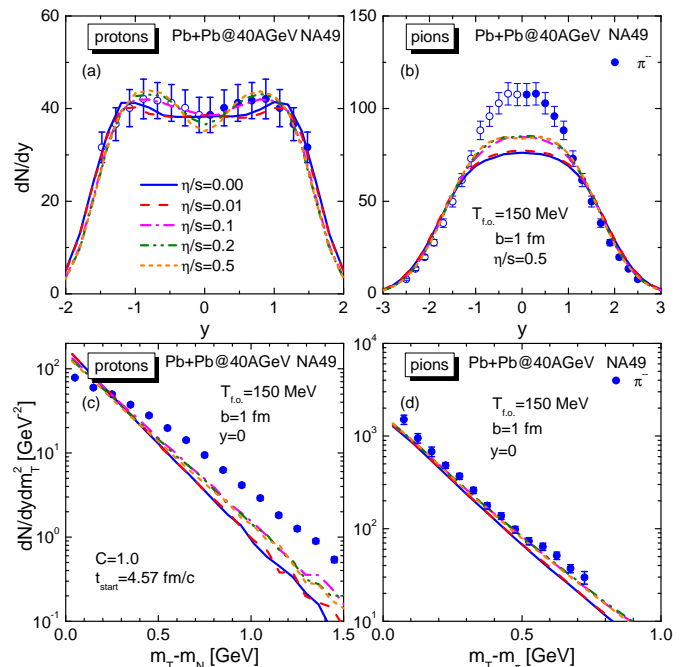 protons Pb+Pb@40AGeV NA49
(a)
dN/dy
60
40
20
0
η/s=0.00
η/s=0.01
η/s=0.1
η/s=0.2
η/s=0.5
-2 -1 0 1 2
y
pions Pb+Pb@40AGeV NA49
(b)
π⁻
150
100
50
0
T_f.o.=150 MeV
b=1 fm
η/s=0.5
-3 -2 -1 0 1 2 3
y
protons Pb+Pb@40AGeV NA49
(c)
T_f.o.=150 MeV
b=1 fm
y=0
dN/dydm_T² [GeV⁻²]
10²
10¹
10⁰
10⁻¹
C=1.0
t_start=4.57 fm/c
0.0 0.5 1.0 1.5
m_T-m_N [GeV]
pions Pb+Pb@40AGeV NA49
(d)
π⁻
T_f.o.=150 MeV
b=1 fm
y=0
10⁴
10³
10²
10¹
0.0 0.5 1.0
m_T-m_π [GeV]